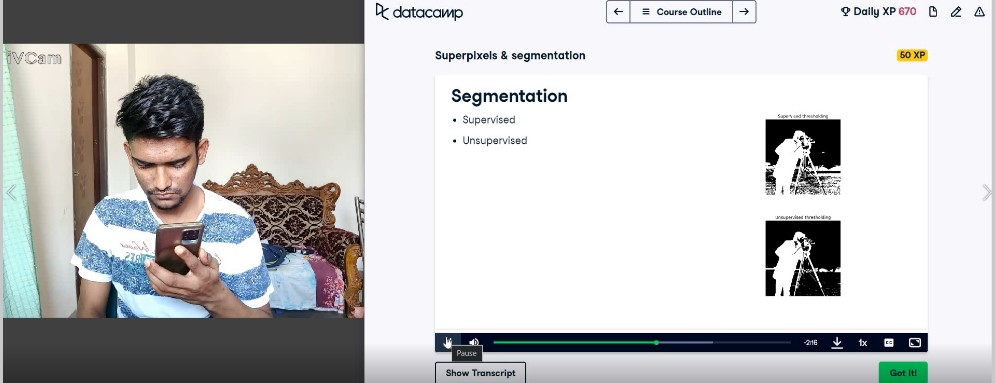 iVCam
datacamp
Course Outline
Daily XP 670
Superpixels & segmentation
50 XP
Segmentation
• Supervised
• Unsupervised
Supervised thresholding
unsupervised thresholding
-2:16
1x
CC
Pause
Show Transcript
Got It!